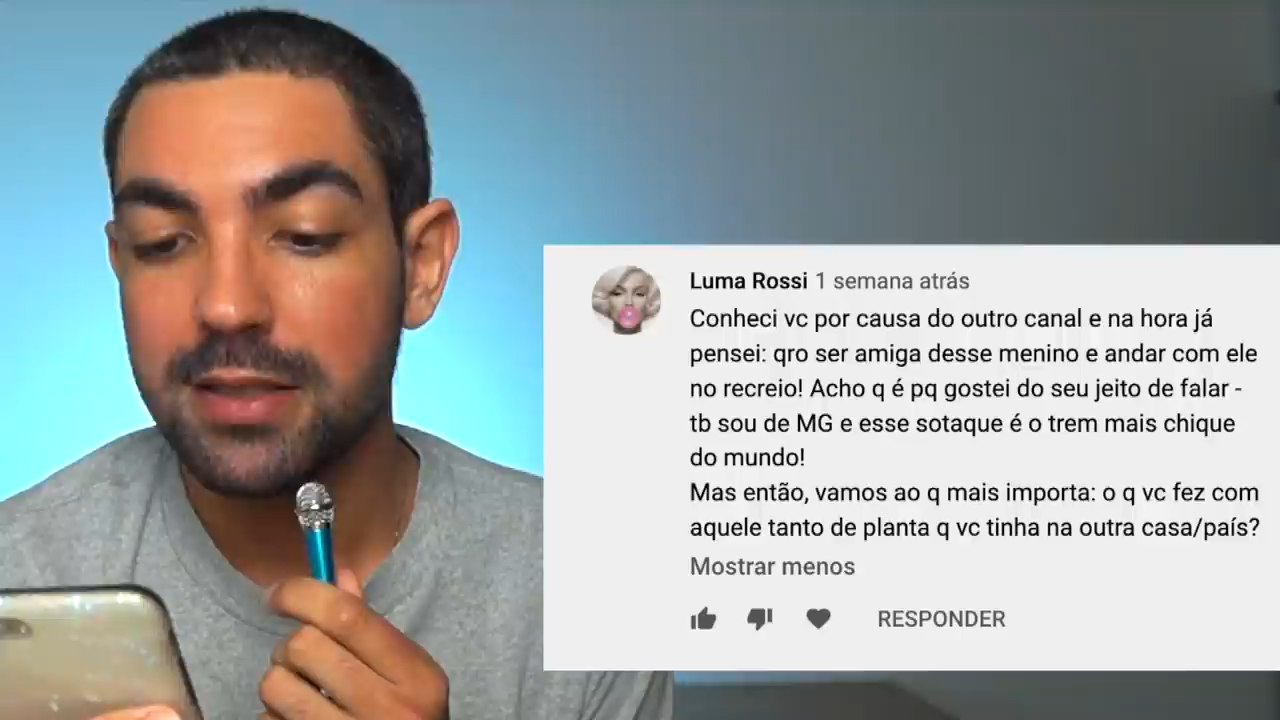 Luma Rossi 1 semana atrás
Conheci vc por causa do outro canal e na hora já
pensei: qro ser amiga desse menino e andar com ele
no recreio! Acho q é pq gostei do seu jeito de falar -
tb sou de MG e esse sotaque é o trem mais chique
do mundo!
Mas então, vamos ao q mais importa: o q vc fez com
aquele tanto de planta q vc tinha na outra casa/país?
Mostrar menos
RESPONDER